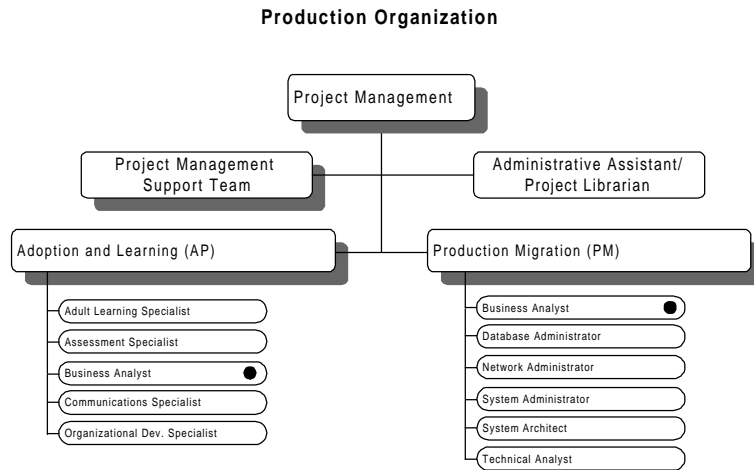 Production Organization
Project Management
Project Management
Support Team
Administrative Assistant/
Project Librarian
Adoption and Learning (AP)
Adult Learning Specialist
Assessment Specialist
Business Analyst
Communications Specialist
Organizational Dev. Specialist
Production Migration (PM)
Business Analyst
Database Administrator
Network Administrator
System Administrator
System Architect
Technical Analyst